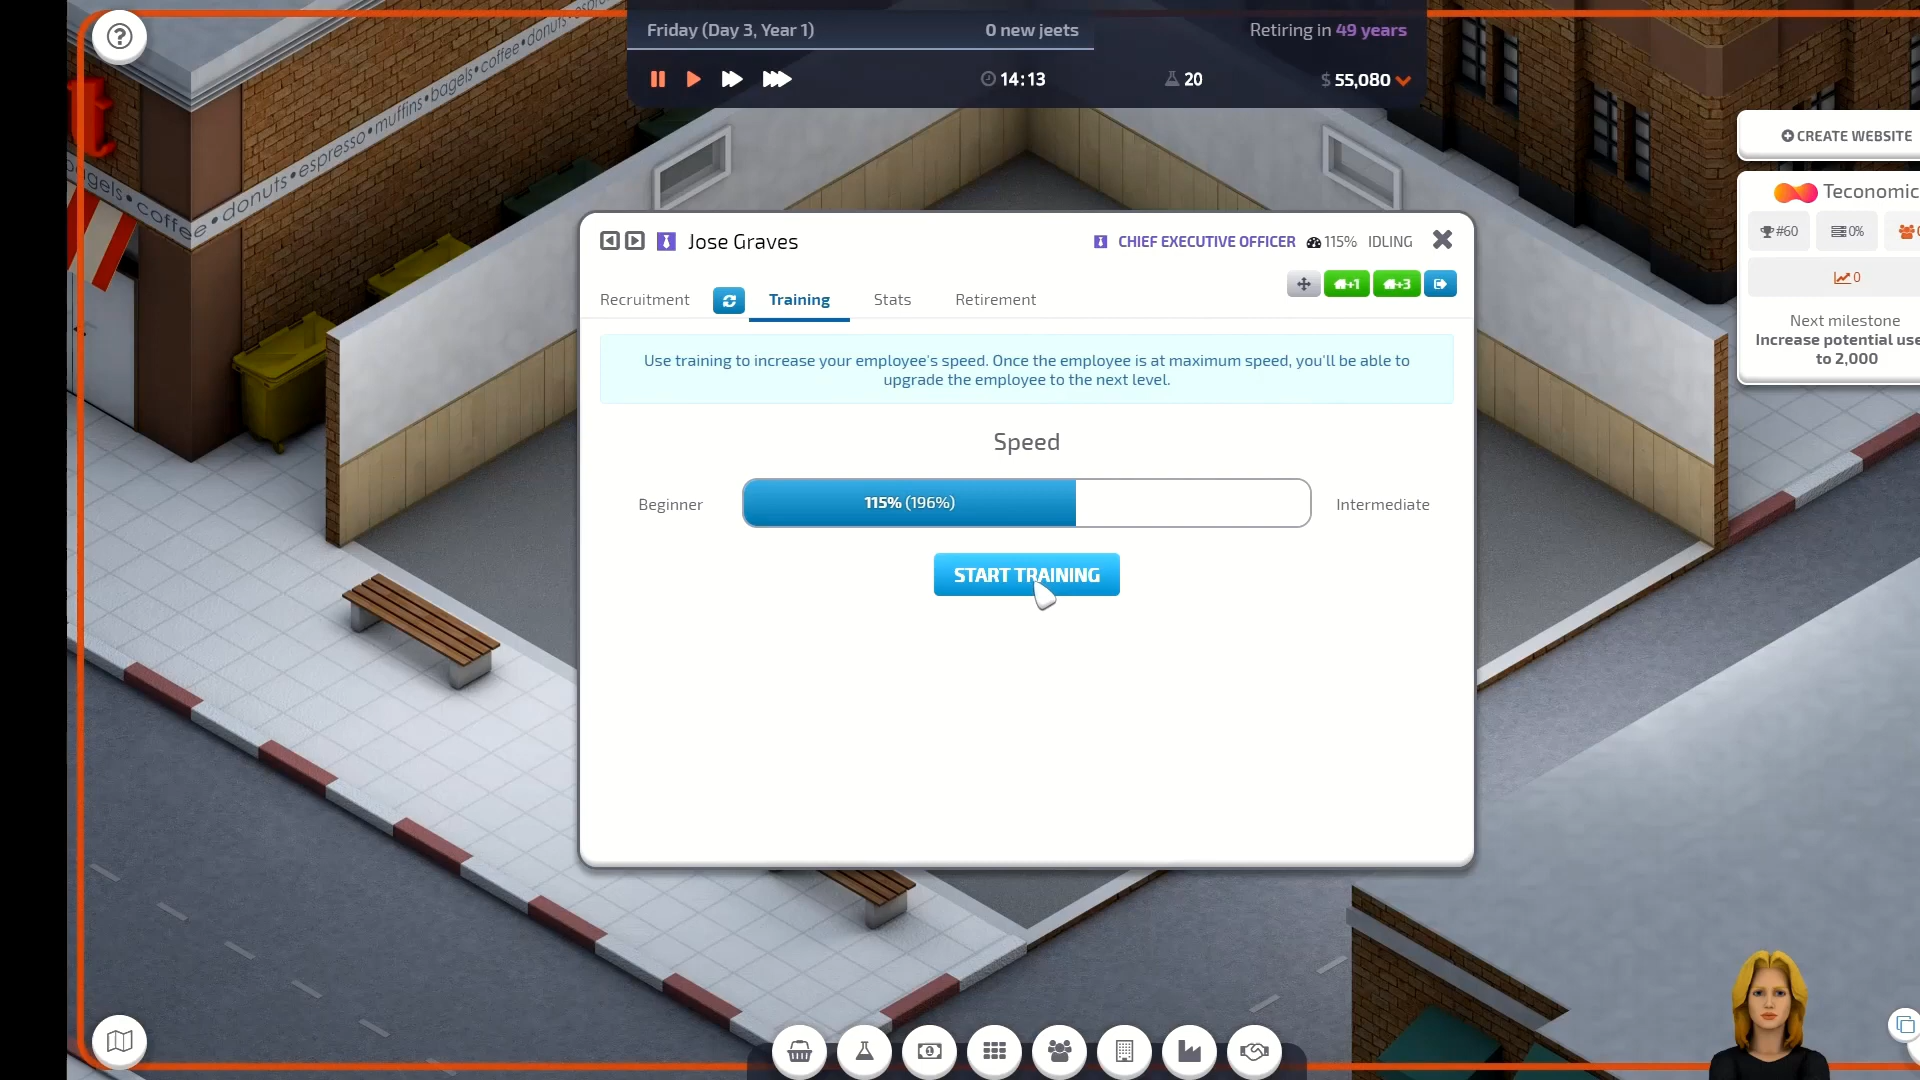 Friday (Day 3, Year 1)
0 new jeets
Retiring in 49 years
14:13
20
$ 55,080
bagels•coffee•donuts•espresso•muffins•bagels•coffee•donuts
t
CREATE WEBSITE
Teconomic
#60
0%
0
Next milestone
Increase potential use
to 2,000
Jose Graves
CHIEF EXECUTIVE OFFICER
115%
IDLING
+1
+3
Recruitment
Training
Stats
Retirement
Use training to increase your employee's speed. Once the employee is at maximum speed, you'll be able to
upgrade the employee to the next level.
Speed
Beginner
115% (196%)
Intermediate
START TRAINING